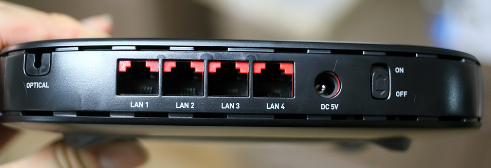 OPTICAL
LAN 1
LAN 2
LAN 3
LAN 4
DC 5V
ON
OFF